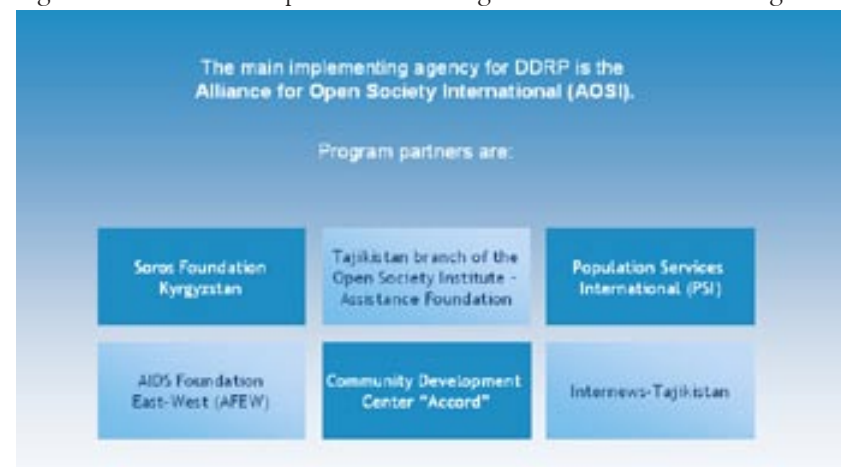 The main implementing agency for DDRP is the
Alliance for Open Society International (AOSI).
Program partners are:
Soros Foundation
Kyrgyzstan
Tajikistan branch of the
Open Society Institute -
Assistance Foundation
Population Services
International (PSI)
AIDS Foundation
East-West (AFEW)
Community Development
Center "Accord"
Internews-Tajikistan